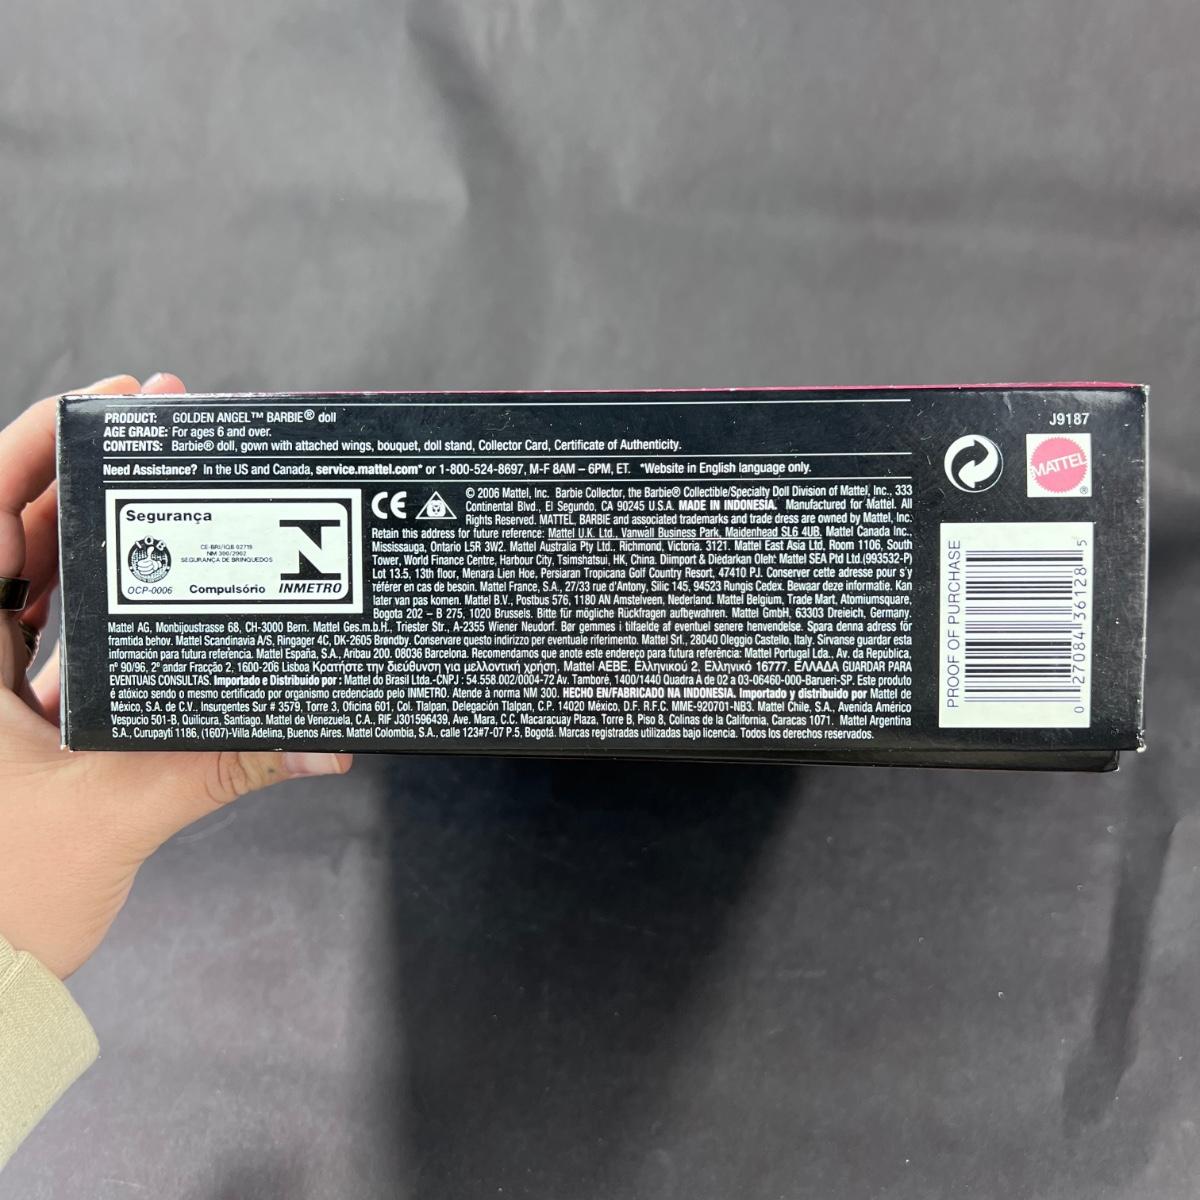 PRODUCT: GOLDEN ANGEL™ BARBIE® doll
AGE GRADE: For ages 6 and over.
CONTENTS: Barbie® doll, gown with attached wings, bouquet, doll stand, Collector Card, Certificate of Authenticity.
Need Assistance? In the US and Canada, service.mattel.com* or 1-800-524-8697, M-F 8AM – 6PM, ET. *Website in English language only.
J9187
MATTEL
®
Segurança
CE-BRI/IQB 02719
NM 300/2002
SEGURANÇA DE BRINQUEDOS
OCP-0006 Compulsório INMETRO
CE
© 2006 Mattel, Inc. Barbie Collector, the Barbie® Collectible/Specialty Doll Division of Mattel, Inc., 333
Continental Blvd., El Segundo, CA 90245 U.S.A. MADE IN INDONESIA. Manufactured for Mattel. All
Rights Reserved. MATTEL, BARBIE and associated trademarks and trade dress are owned by Mattel, Inc.
Retain this address for future reference: Mattel U.K. Ltd., Vanwall Business Park, Maidenhead SL6 4UB. Mattel Canada Inc.,
Mississauga, Ontario L5R 3W2. Mattel Australia Pty Ltd., Richmond, Victoria. 3121. Mattel East Asia Ltd, Room 1106, South
Tower, World Finance Centre, Harbour City, Tsimshatsui, HK, China. Diimport & Diedarkan Oleh: Mattel SEA Ptd Ltd.(993532-P)
Lot 13.5, 13th floor, Menara Lien Hoe, Persiaran Tropicana Golf Country Resort, 47410 PJ. Conserver cette adresse pour s'y
référer en cas de besoin. Mattel France, S.A., 27/33 rue d'Antony, Silic 145, 94523 Rungis Cedex. Bewaar deze informatie. Kan
later van pas komen. Mattel B.V., Postbus 576, 1180 AN Amstelveen, Nederland. Mattel Belgium, Trade Mart, Atomiumsquare,
Bogota 202 – B 275, 1020 Brussels. Bitte für mögliche Rückfragen aufbewahren. Mattel GmbH, 63303 Dreieich, Germany.
Mattel AG, Monbijoustrasse 68, CH-3000 Bern. Mattel Ges.m.b.H., Triester Str., A-2355 Wiener Neudorf. Bør gemmes i tilfælde af eventuel senere henvendelse. Spara denna adress för
framtida behov. Mattel Scandinavia A/S, Ringager 4C, DK-2605 Brøndby. Conservare questo indirizzo per eventuale riferimento. Mattel Srl., 28040 Oleggio Castello, Italy. Sírvanse guardar esta
información para futura referencia. Mattel España, S.A., Aribau 200. 08036 Barcelona. Recomendamos que anote este endereço para futura referência: Mattel Portugal Lda., Av. da República,
nº 90/96, 2º andar Fracção 2, 1600-206 Lisboa Κρατήστε την διεύθυνση για μελλοντική χρήση. Mattel AEBE, Ελληνικού 2, Ελληνικό 16777. ΕΛΛΑΔΑ GUARDAR PARA
EVENTUAIS CONSULTAS. Importado e Distribuido por : Mattel do Brasil Ltda.-CNPJ : 54.558.002/0004-72 Av. Tamboré, 1400/1440 Quadra A de 02 a 03-06460-000-Barueri-SP. Este produto
é atóxico sendo o mesmo certificado por organismo credenciado pelo INMETRO. Atende à norma NM 300. HECHO EN/FABRICADO NA INDONESIA. Importado y distribuido por Mattel de
México, S.A. de C.V., Insurgentes Sur # 3579, Torre 3, Oficina 601, Col. Tlalpan, Delegación Tlalpan, C.P. 14020 México, D.F. R.F.C. MME-920701-NB3. Mattel Chile, S.A., Avenida Américo
Vespucio 501-B, Quilicura, Santiago. Mattel de Venezuela, C.A., RIF J301596439, Ave. Mara, C.C. Macaracuay Plaza, Torre B, Piso 8, Colinas de la California, Caracas 1071. Mattel Argentina
S.A., Curupaytí 1186, (1607)-Villa Adelina, Buenos Aires. Mattel Colombia, S.A., calle 123#7-07 P.5, Bogotá. Marcas registradas utilizadas bajo licencia. Todos los derechos reservados.
PROOF OF PURCHASE
0 27084 36128 5